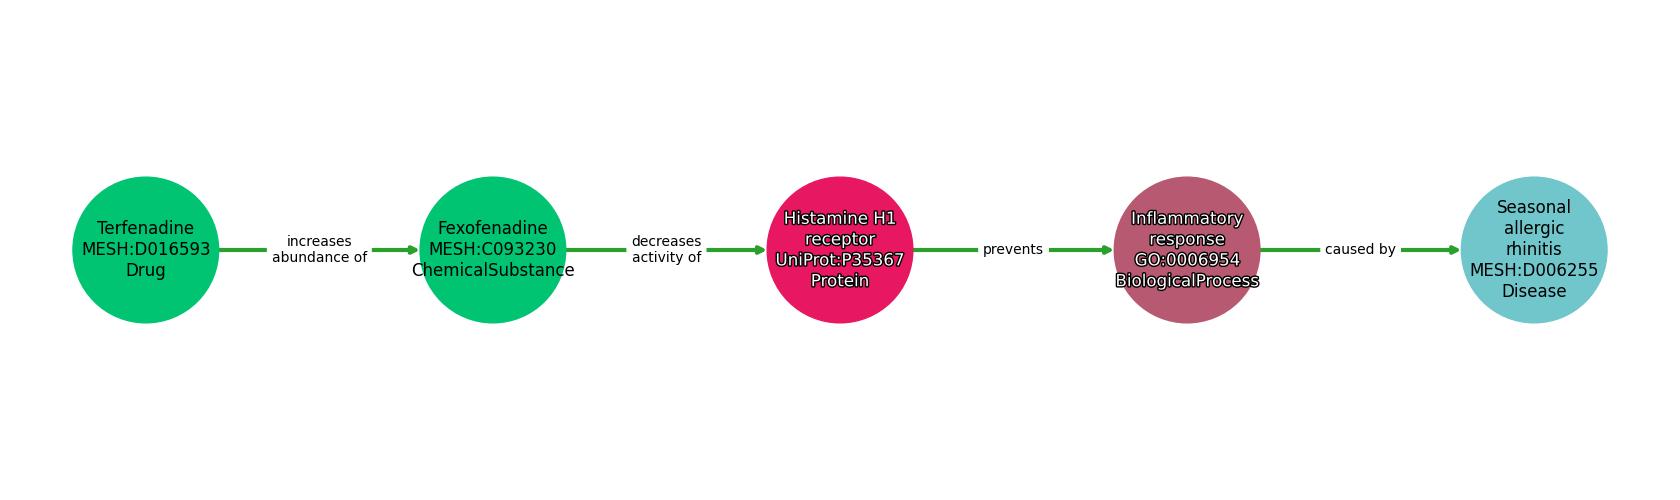 Terfenadine
MESH:D016593
Drug
increases
abundance of
Fexofenadine
MESH:C093230
ChemicalSubstance
decreases
activity of
Histamine H1
receptor
UniProt:P35367
Protein
prevents
Inflammatory
response
GO:0006954
BiologicalProcess
caused by
Seasonal
allergic
rhinitis
MESH:D006255
Disease